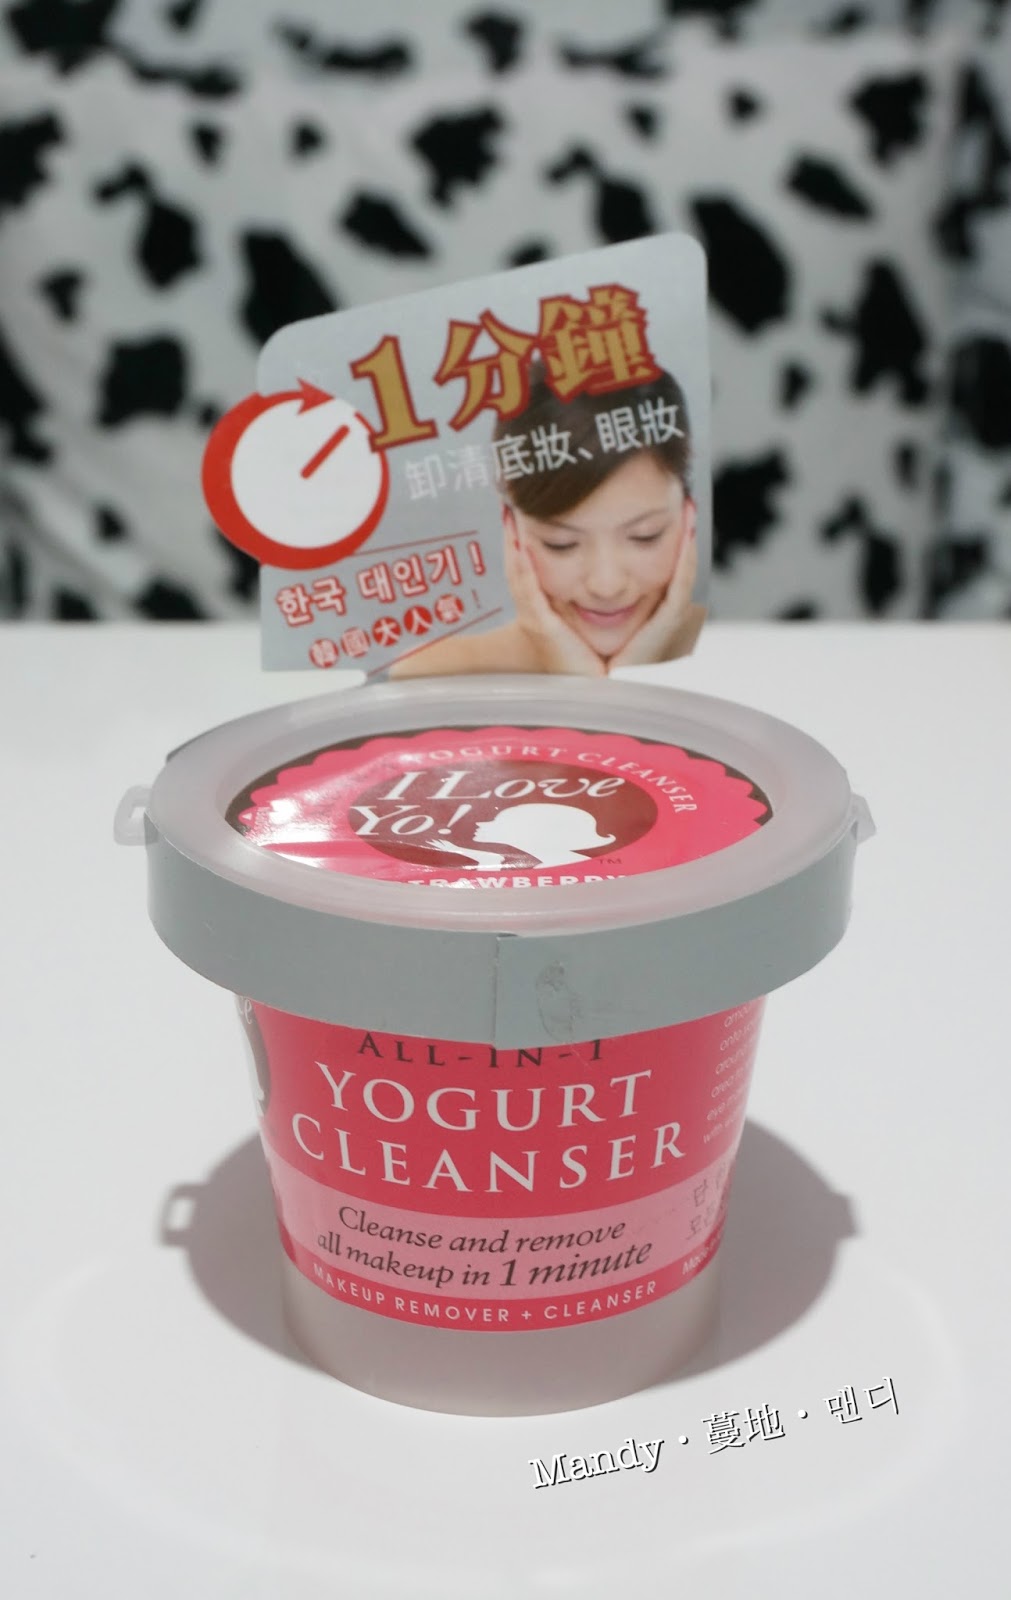 1分鐘
卸清底妝、眼妝
한국 대인기!
韓國大人氣!
YOGURT CLEANSER
I Love
Yo!
TM
STRAWBERRY
ALL-IN-1
YOGURT
CLEANSER
Cleanse and remove
all makeup in 1 minute
MAKEUP REMOVER + CLEANSER
Mandy·蔓地·맨디